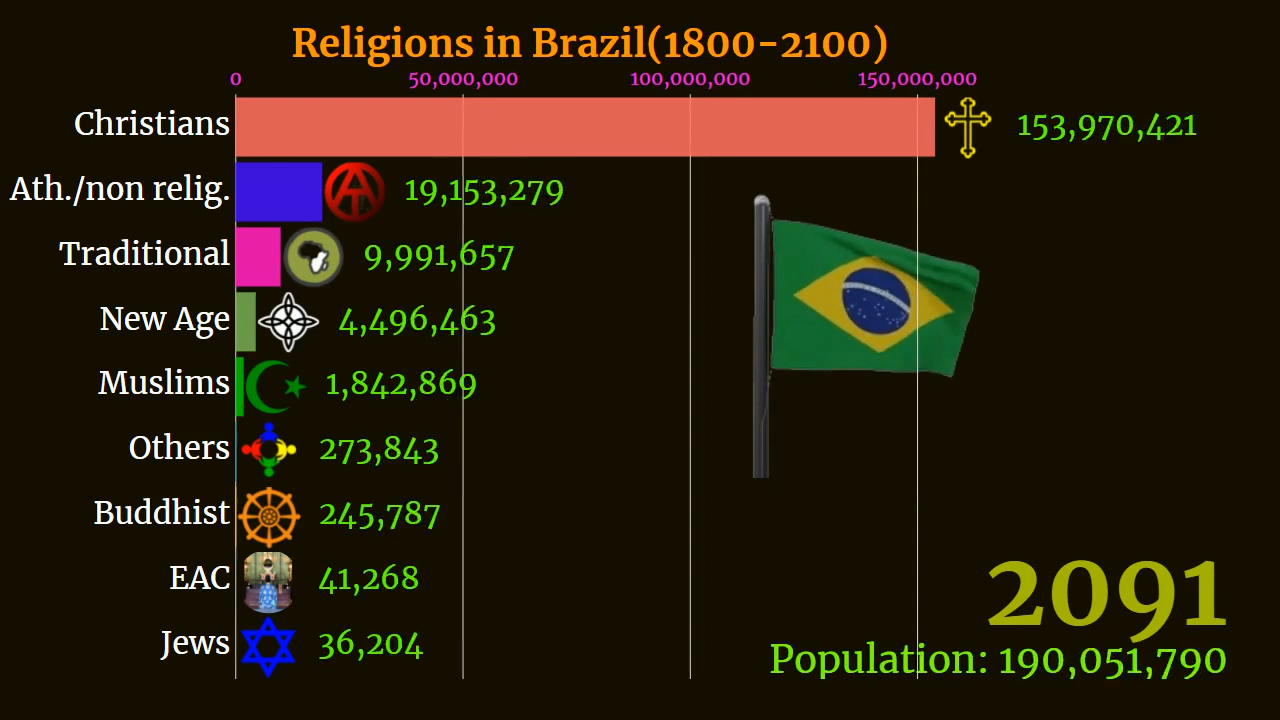 Religions in Brazil(1800-2100)
0 50,000,000 100,000,000 150,000,000
Christians 153,970,421
Ath./non relig. 19,153,279
Traditional 9,991,657
New Age 4,496,463
Muslims 1,842,869
Others 273,843
Buddhist 245,787
EAC 41,268
Jews 36,204
2091
Population: 190,051,790